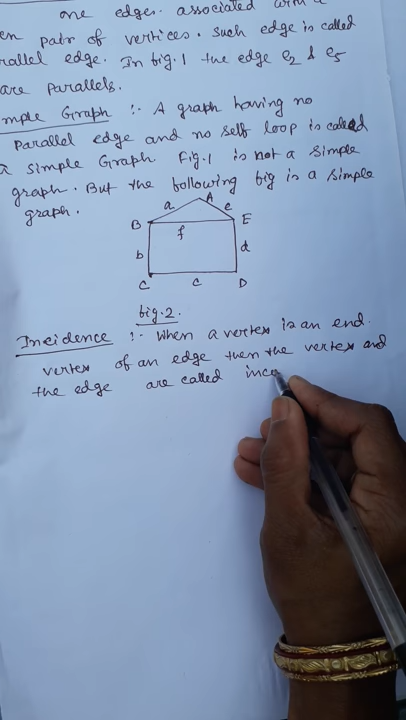 one edges. associated with a
en pair of vertices. Such edge is called
rallel edge. In fig.1 the edge e2 & e5
are parallels.
mple Graph :- A graph having no
parallel edge and no self loop is called
a simple Graph Fig.1 is not a simple
graph. But the following fig is a simple
graph.
A
a e
B E
f
b d
C c D
fig.2.
Incidence :- When a vertex is an end
vertex of an edge then the vertex and
the edge are called ince